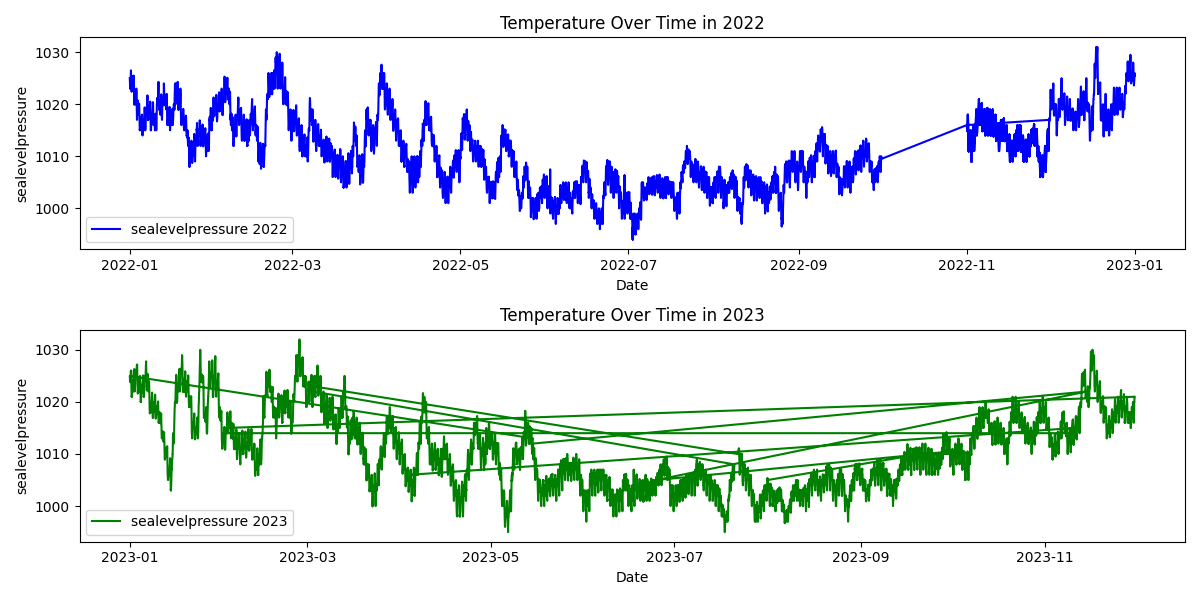 Temperature Over Time in 2022
sealevelpressure
1030
1020
1010
1000
sealevelpressure 2022
2022-01
2022-03
2022-05
2022-07
2022-09
2022-11
2023-01
Date
Temperature Over Time in 2023
sealevelpressure
1030
1020
1010
1000
sealevelpressure 2023
2023-01
2023-03
2023-05
2023-07
2023-09
2023-11
Date